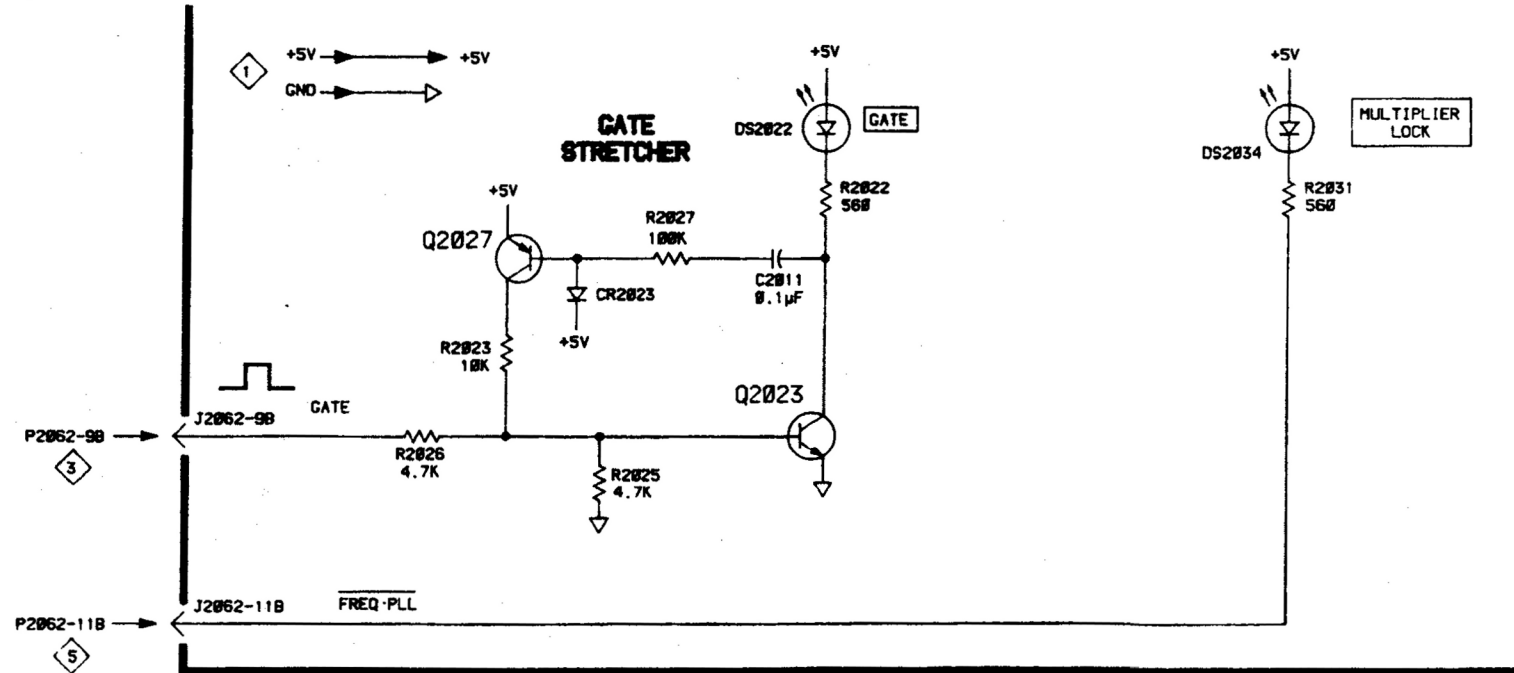 1
+5V +5V
GND
GATE
STRETCHER
+5V
DS2022
GATE
+5V
DS2034
MULTIPLIER
LOCK
R2022
560
R2031
560
+5V
Q2027
R2027
100K
C2011
0.1µF
CR2023
+5V
R2023
10K
Q2023
GATE
J2062-9B
P2062-9B
3
R2026
4.7K
R2025
4.7K
J2062-11B
FREQ·PLL
P2062-11B
5